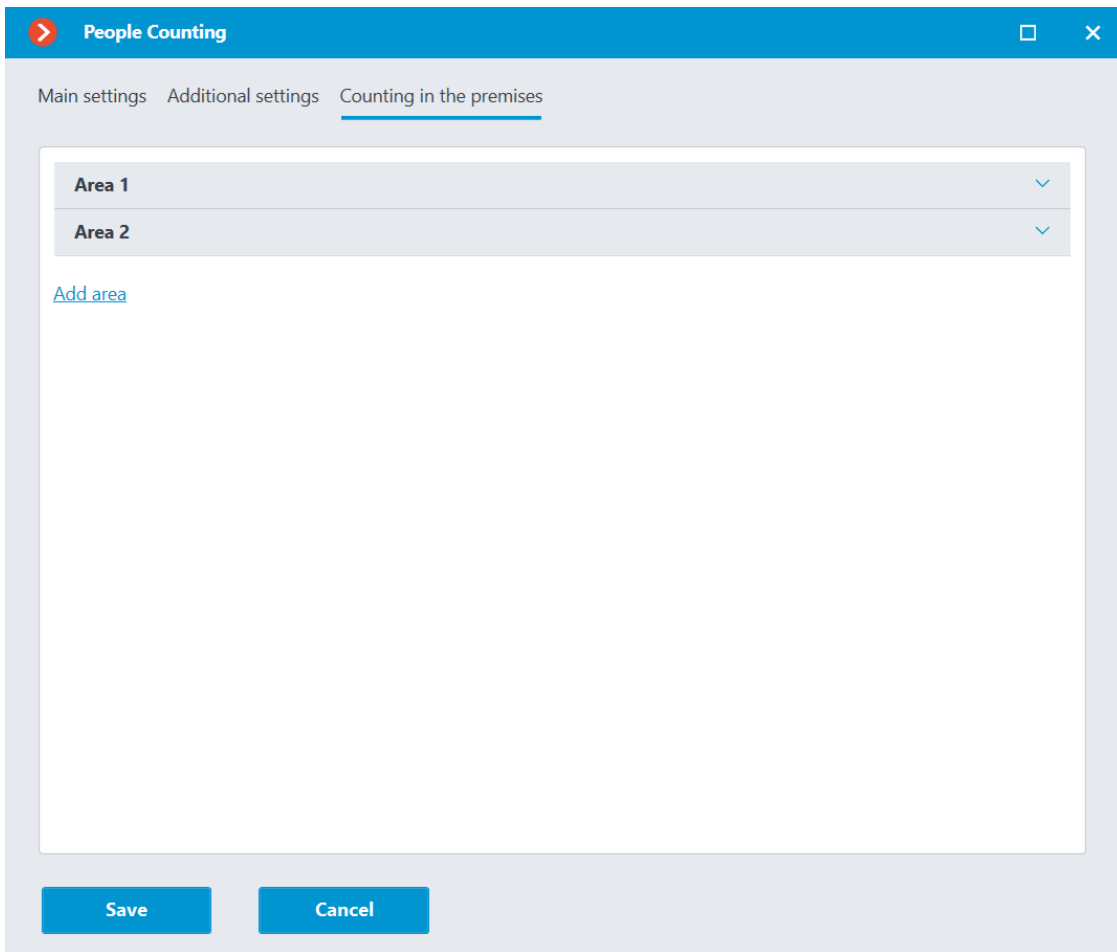 People Counting
Main settings Additional settings Counting in the premises
Area 1
Area 2
Add area
Save Cancel